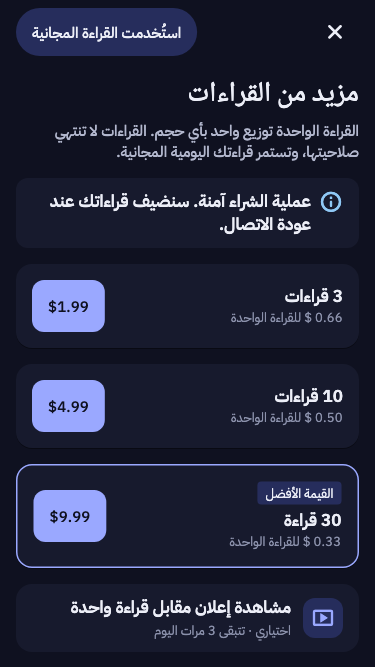 استُخدمت القراءة المجانية
مزيد من القراءات
القراءة الواحدة توزيع واحد بأي حجم. القراءات لا تنتهي
صلاحيتها، وتستمر قراءتك اليومية المجانية.
عملية الشراء آمنة. سنضيف قراءاتك عند
عودة الاتصال.
3 قراءات
0.66 $ للقراءة الواحدة
$1.99
10 قراءات
0.50 $ للقراءة الواحدة
$4.99
القيمة الأفضل
30 قراءة
0.33 $ للقراءة الواحدة
$9.99
مشاهدة إعلان مقابل قراءة واحدة
اختياري · تتبقى 3 مرات اليوم